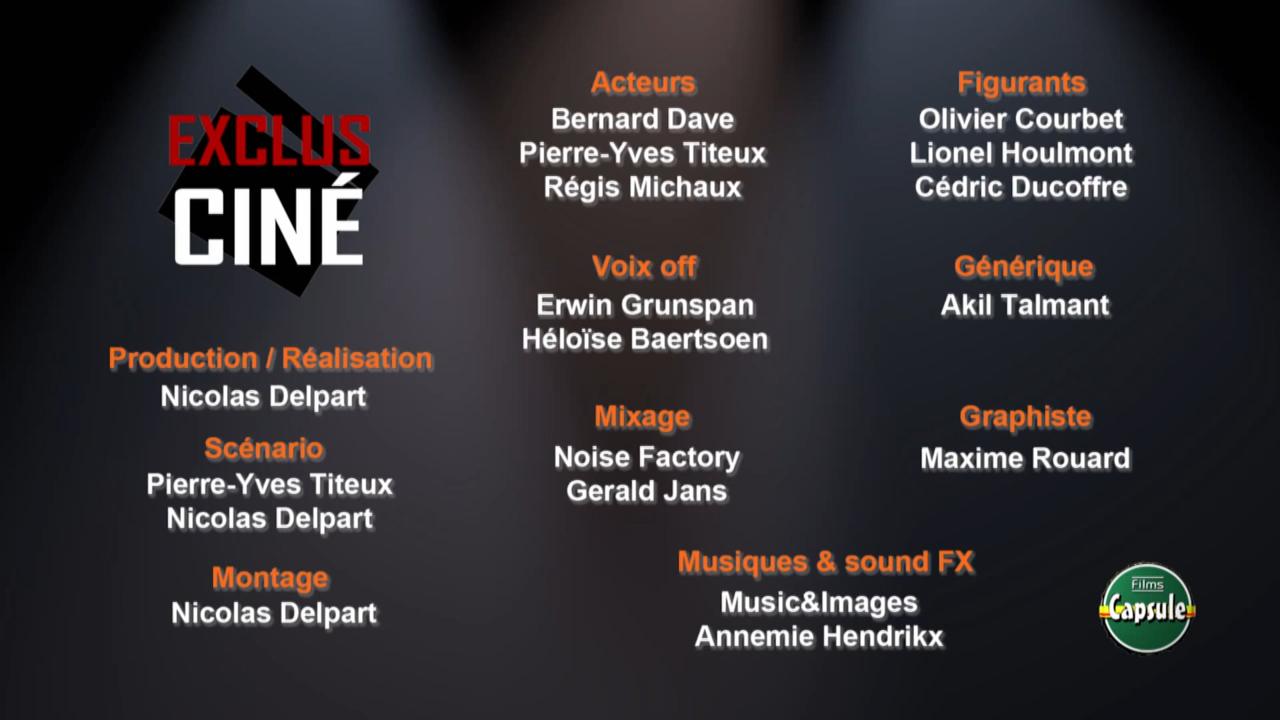 EXCLUS
CINÉ
Production / Réalisation
Nicolas Delpart
Scénario
Pierre-Yves Titeux
Nicolas Delpart
Montage
Nicolas Delpart
Acteurs
Bernard Dave
Pierre-Yves Titeux
Régis Michaux
Voix off
Erwin Grunspan
Héloïse Baertsoen
Mixage
Noise Factory
Gerald Jans
Figurants
Olivier Courbet
Lionel Houlmont
Cédric Ducoffre
Générique
Akil Talmant
Graphiste
Maxime Rouard
Musiques & sound FX
Music&Images
Annemie Hendrikx
Films
Capsule